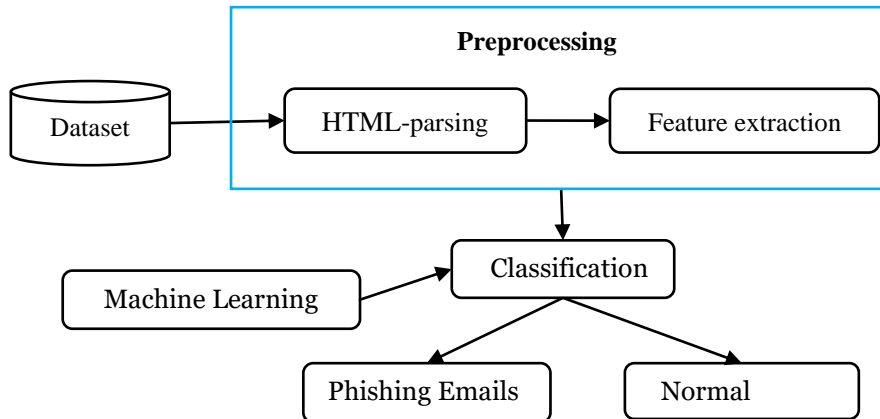 Preprocessing
Dataset
HTML-parsing
Feature extraction
Classification
Machine Learning
Phishing Emails
Normal